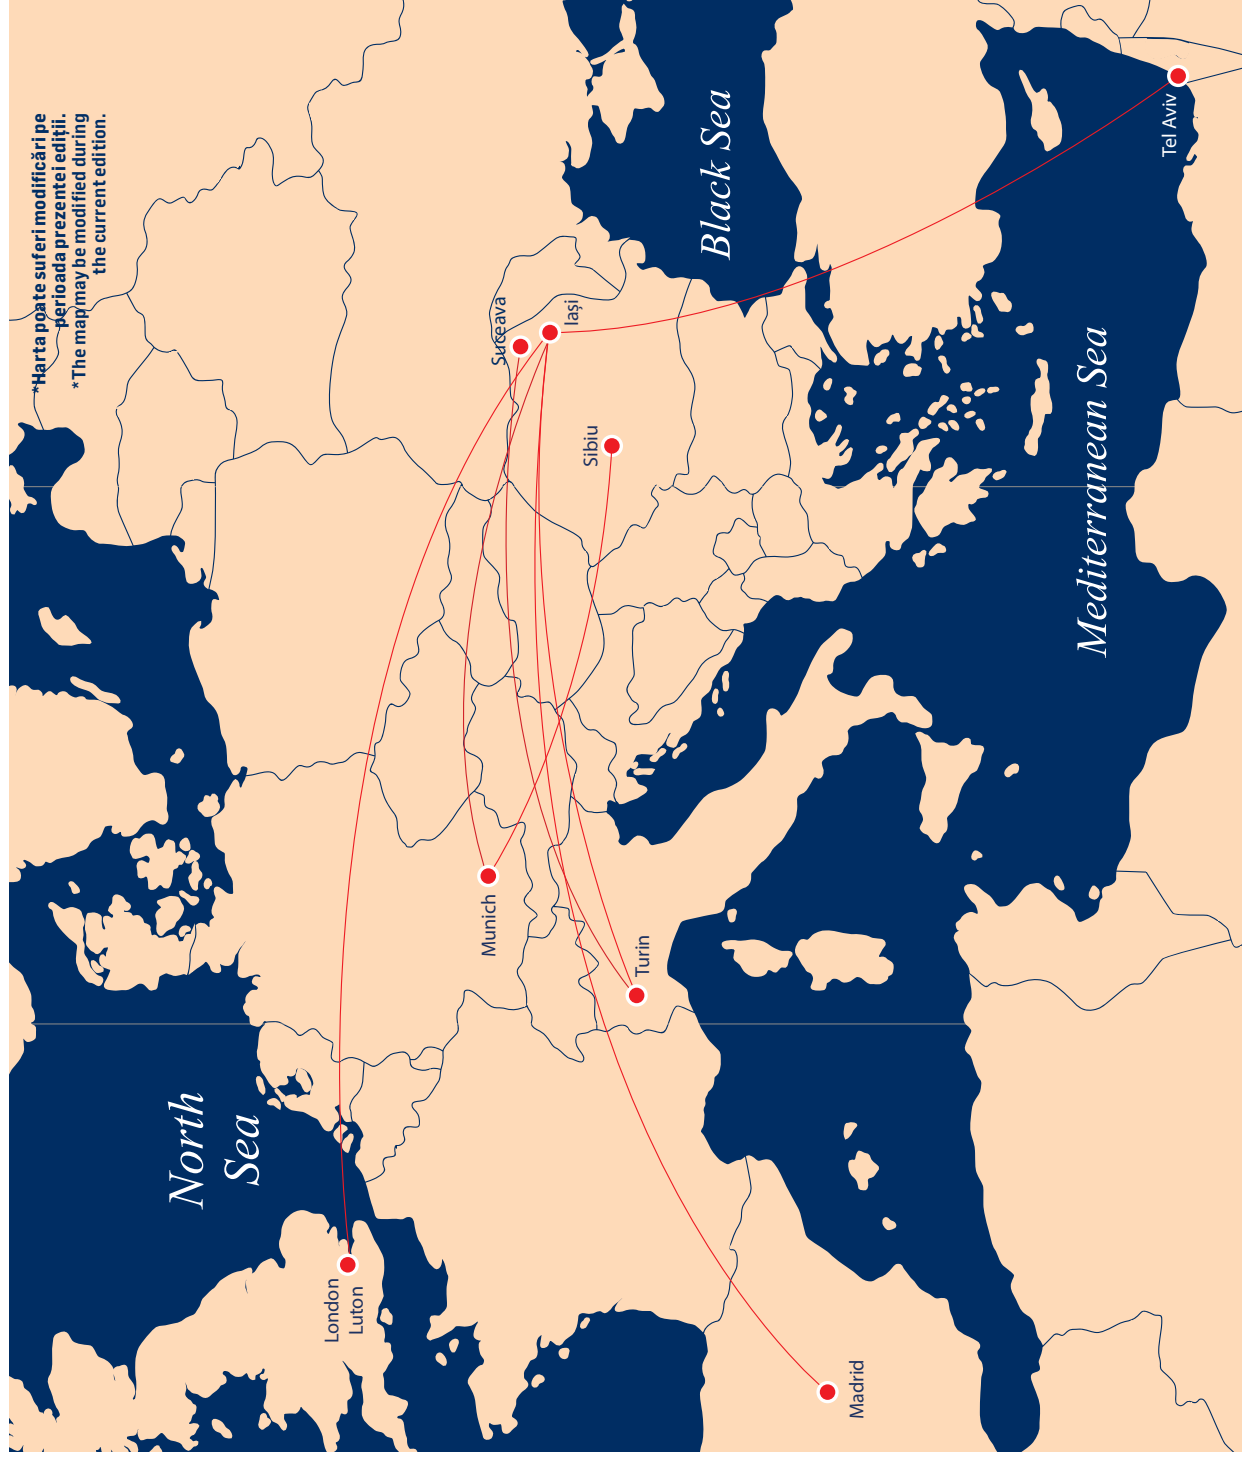 *Harta poate suferi modificări pe
perioada prezentei ediții.
*The map may be modified during
the current edition.
North
Sea
London
Luton
Munich
Suceava
Iași
Sibiu
Turin
Madrid
Black Sea
Mediterranean Sea
Tel Aviv